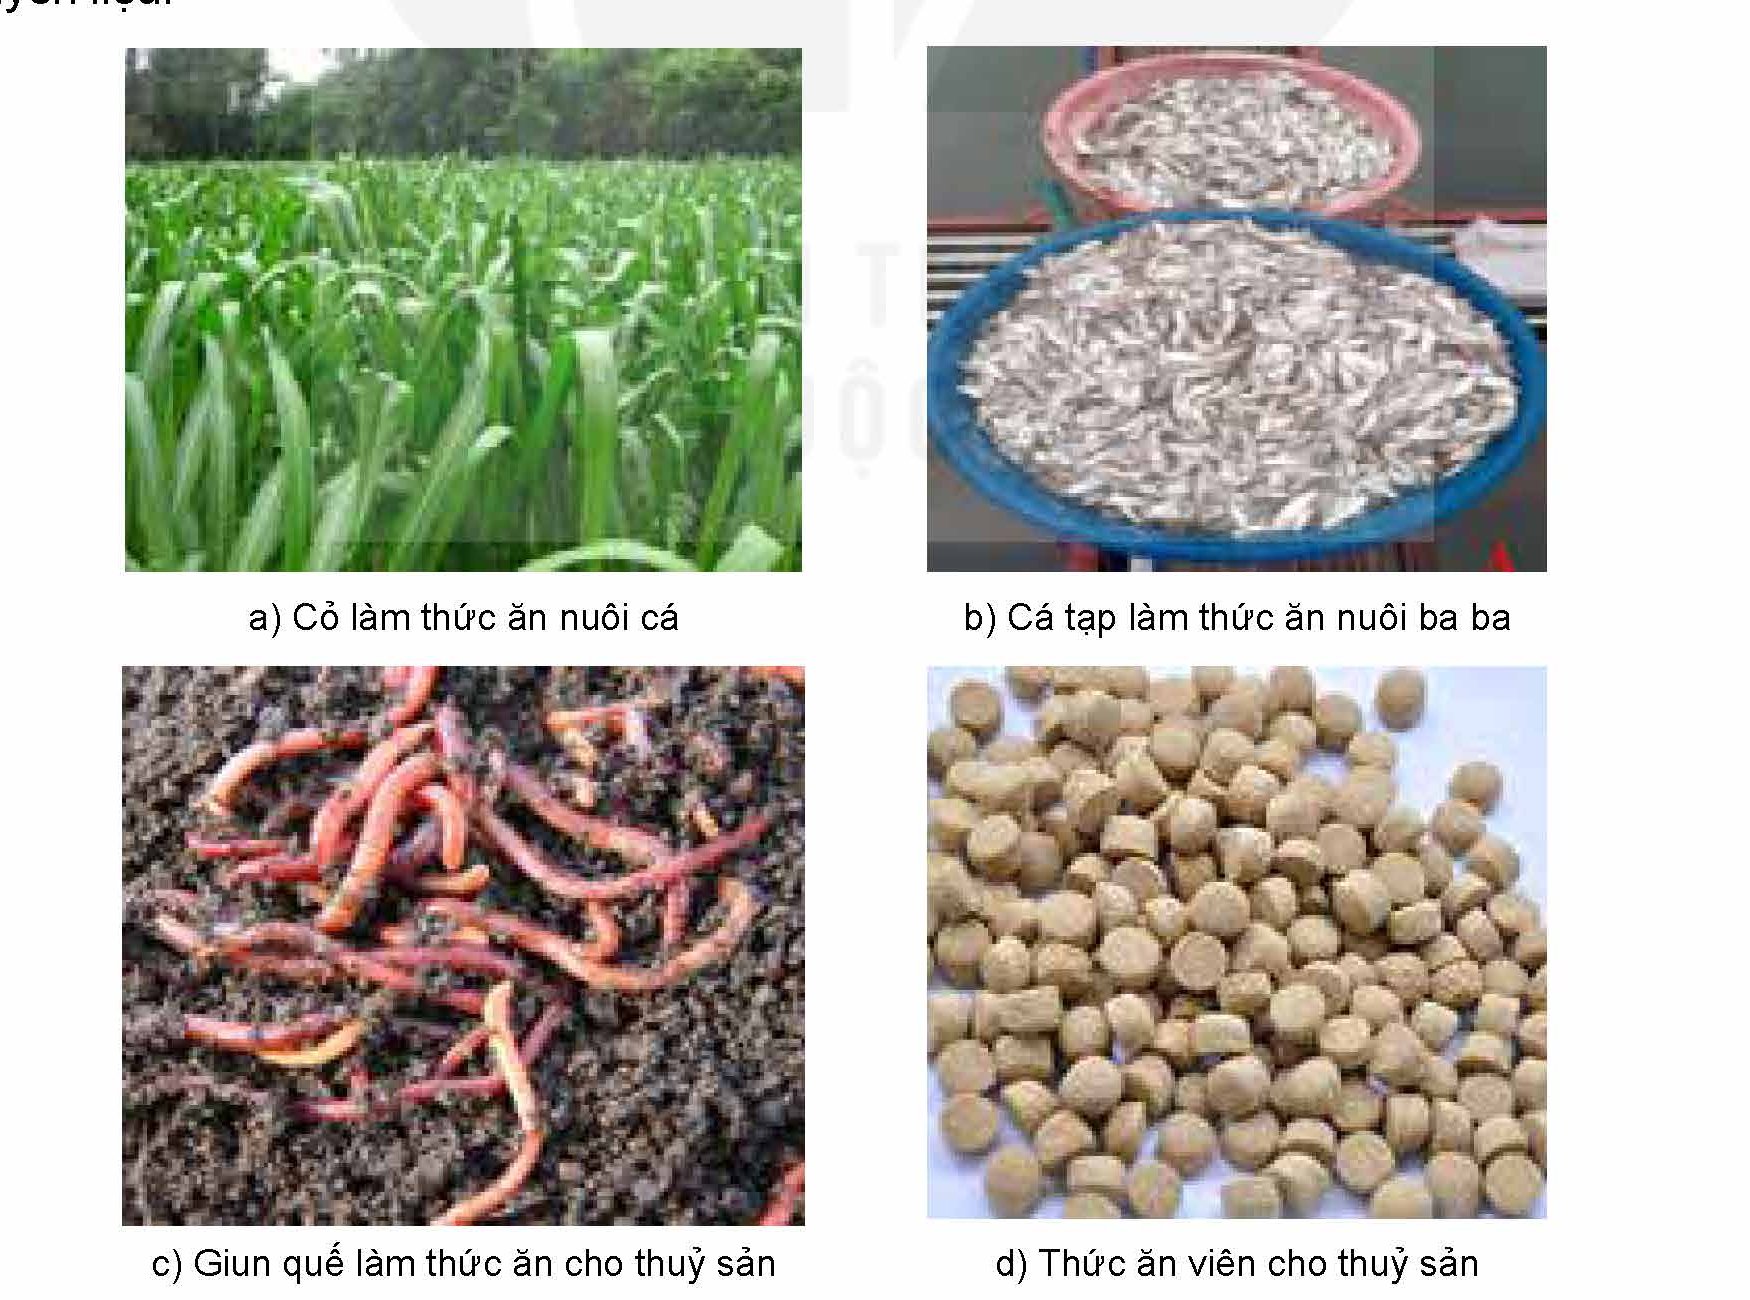 a) Cỏ làm thức ăn nuôi cá
b) Cá tạp làm thức ăn nuôi ba ba
c) Giun quế làm thức ăn cho thuỷ sản
d) Thức ăn viên cho thuỷ sản